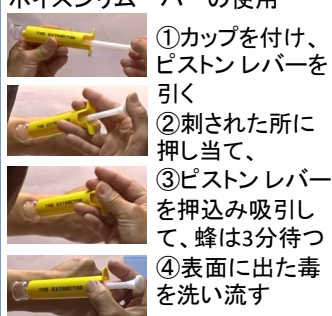 ポイズンリムーバーの使用
①カップを付け、
ピストンレバーを
引く
②刺された所に
押し当て、
③ピストンレバー
を押込み吸引し
て、蜂は3分待つ
④表面に出た毒
を洗い流す
THE EXTRACTOR
THE EXTRACTOR
THE EXTRACTOR
THE EXTRACTOR